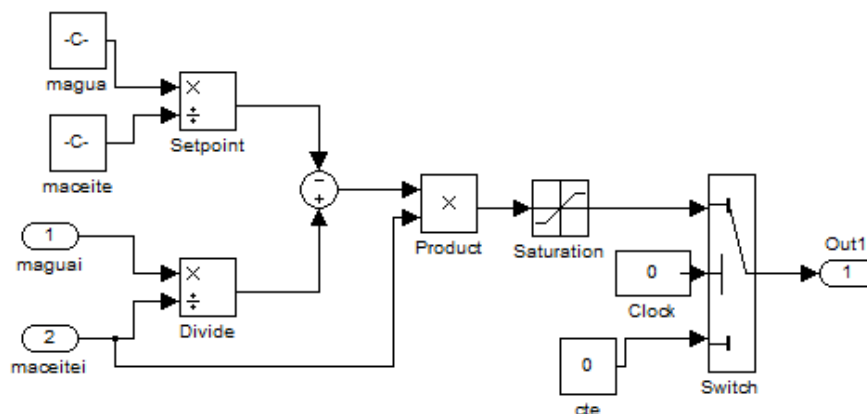 -C-
magua
×
÷
Setpoint
-C-
maceite
−
+
×
Product
Saturation
1
maguai
×
÷
Divide
2
maceitei
0
Clock
0
cte
Switch
Out1
1